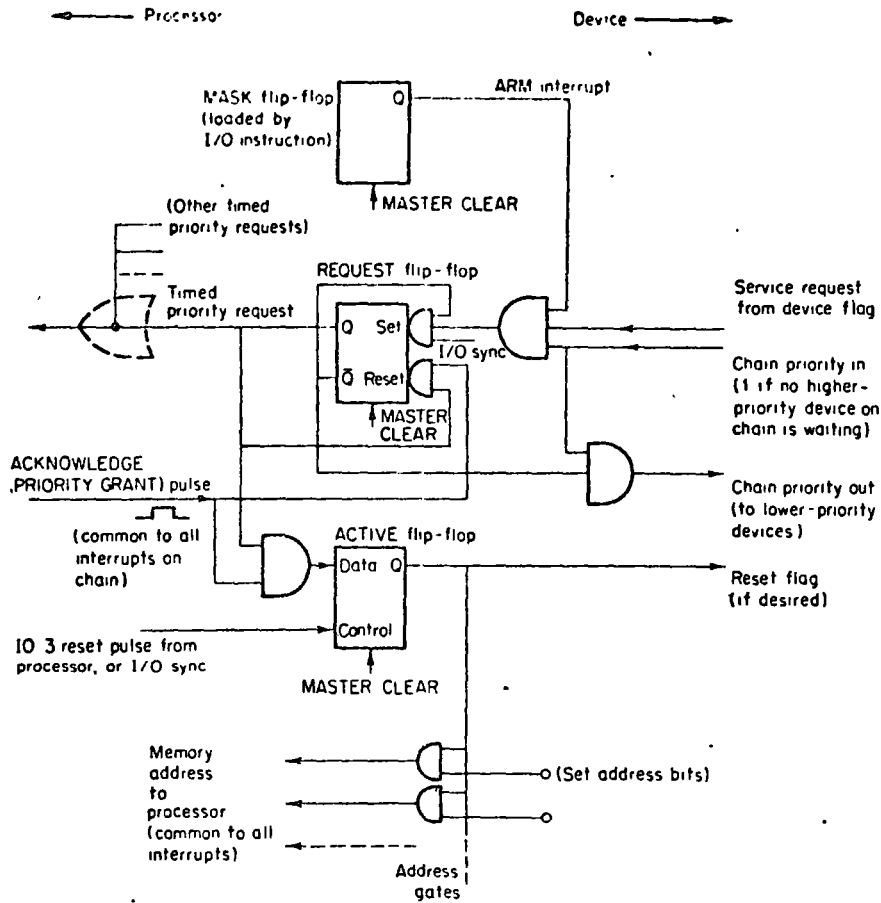 Processor
Device
MASK flip-flop
(loaded by
I/O instruction)
Q
ARM interrupt
MASTER CLEAR
(Other timed
priority requests)
REQUEST flip-flop
Timed
priority request
Q Set
I/O sync
Q̅ Reset
MASTER
CLEAR
Service request
from device flag
Chain priority in
(1 if no higher-
priority device on
chain is waiting)
ACKNOWLEDGE
,PRIORITY GRANT) pulse
(common to all
interrupts on
chain)
Chain priority out
(to lower-priority
devices)
ACTIVE flip-flop
Data Q
Control
Reset flag
(if desired)
IO 3 reset pulse from
processor, or I/O sync
MASTER CLEAR
Memory
address
to
processor
(common to all
interrupts)
(Set address bits)
Address
gates